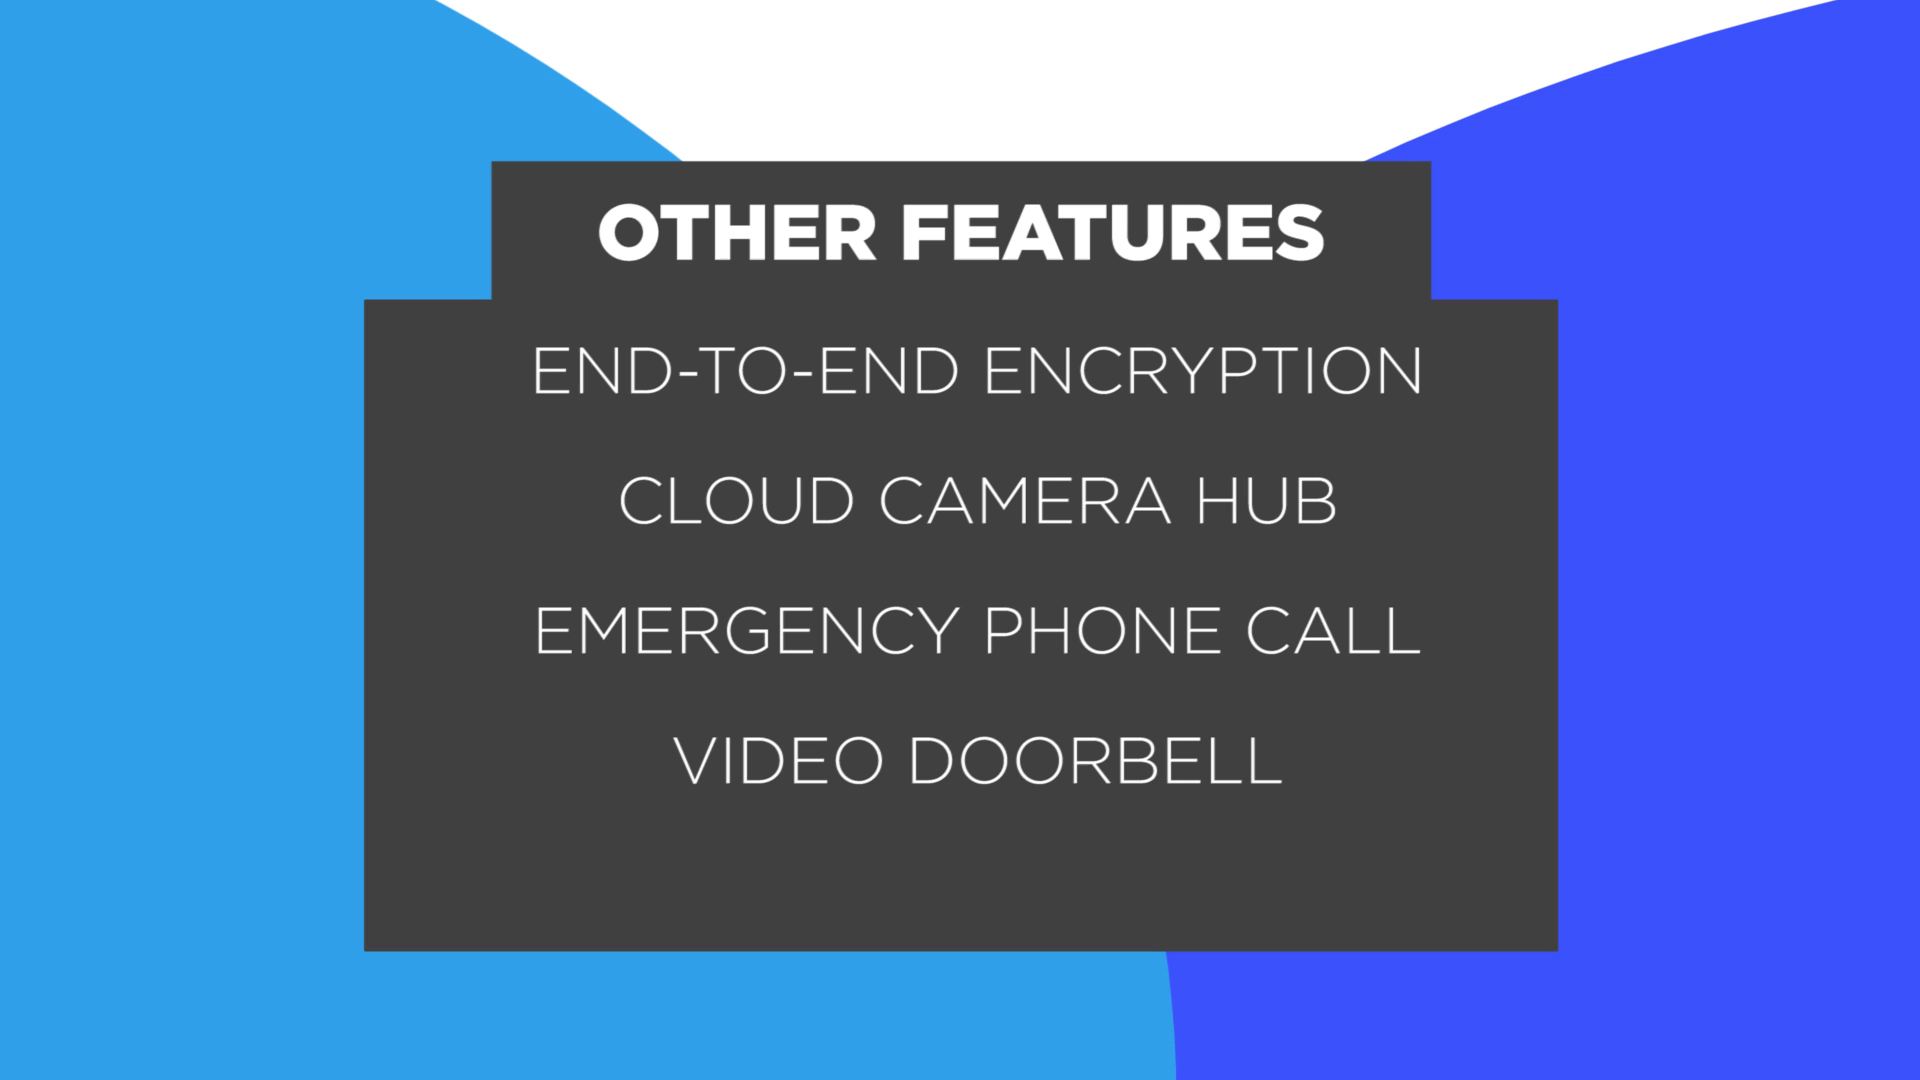 OTHER FEATURES
END-TO-END ENCRYPTION
CLOUD CAMERA HUB
EMERGENCY PHONE CALL
VIDEO DOORBELL